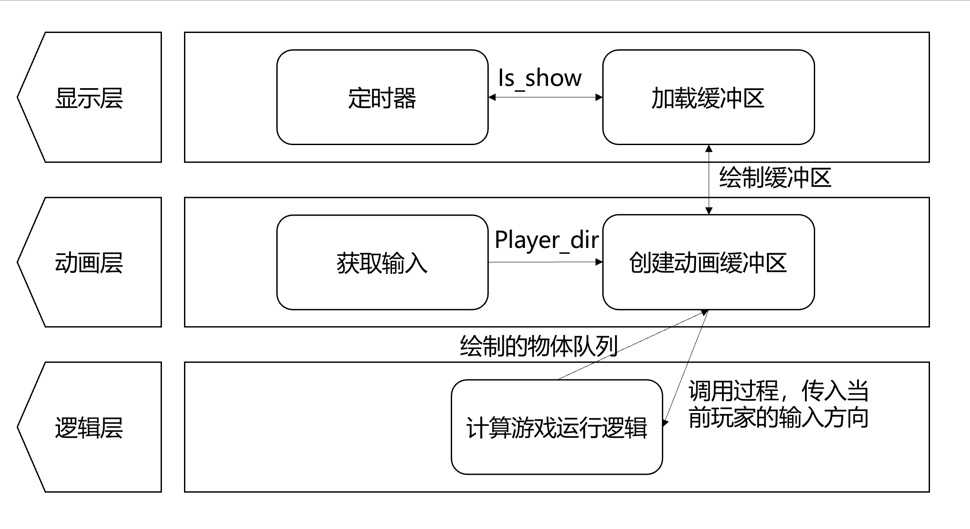 显示层
定时器
Is_show
加载缓冲区
绘制缓冲区
动画层
获取输入
Player_dir
创建动画缓冲区
绘制的物体队列
逻辑层
计算游戏运行逻辑
调用过程，传入当
前玩家的输入方向